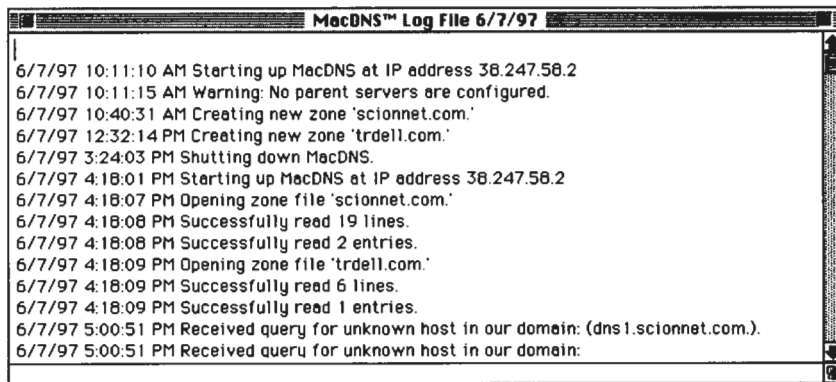 MacDNS™ Log File 6/7/97
6/7/97 10:11:10 AM Starting up MacDNS at IP address 38.247.58.2
6/7/97 10:11:15 AM Warning: No parent servers are configured.
6/7/97 10:40:31 AM Creating new zone 'scionnet.com.'
6/7/97 12:32:14 PM Creating new zone 'trdell.com.'
6/7/97 3:24:03 PM Shutting down MacDNS.
6/7/97 4:18:01 PM Starting up MacDNS at IP address 38.247.58.2
6/7/97 4:18:07 PM Opening zone file 'scionnet.com.'
6/7/97 4:18:08 PM Successfully read 19 lines.
6/7/97 4:18:08 PM Successfully read 2 entries.
6/7/97 4:18:09 PM Opening zone file 'trdell.com.'
6/7/97 4:18:09 PM Successfully read 6 lines.
6/7/97 4:18:09 PM Successfully read 1 entries.
6/7/97 5:00:51 PM Received query for unknown host in our domain: (dns1.scionnet.com.).
6/7/97 5:00:51 PM Received query for unknown host in our domain: